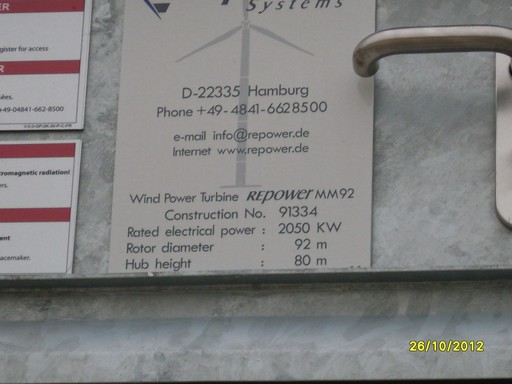 Systems
D-22335 Hamburg
Phone +49-4841-6628500
e-mail info@repower.de
Internet www.repower.de
Wind Power Turbine REpower MM92
Construction No. 91334
Rated electrical power : 2050 KW
Rotor diameter : 92 m
Hub height : 80 m
ER
gister for access
R
+49-04841-662-8500
tromagnetic radiation!
ers.
ent
acemaker.
26/10/2012